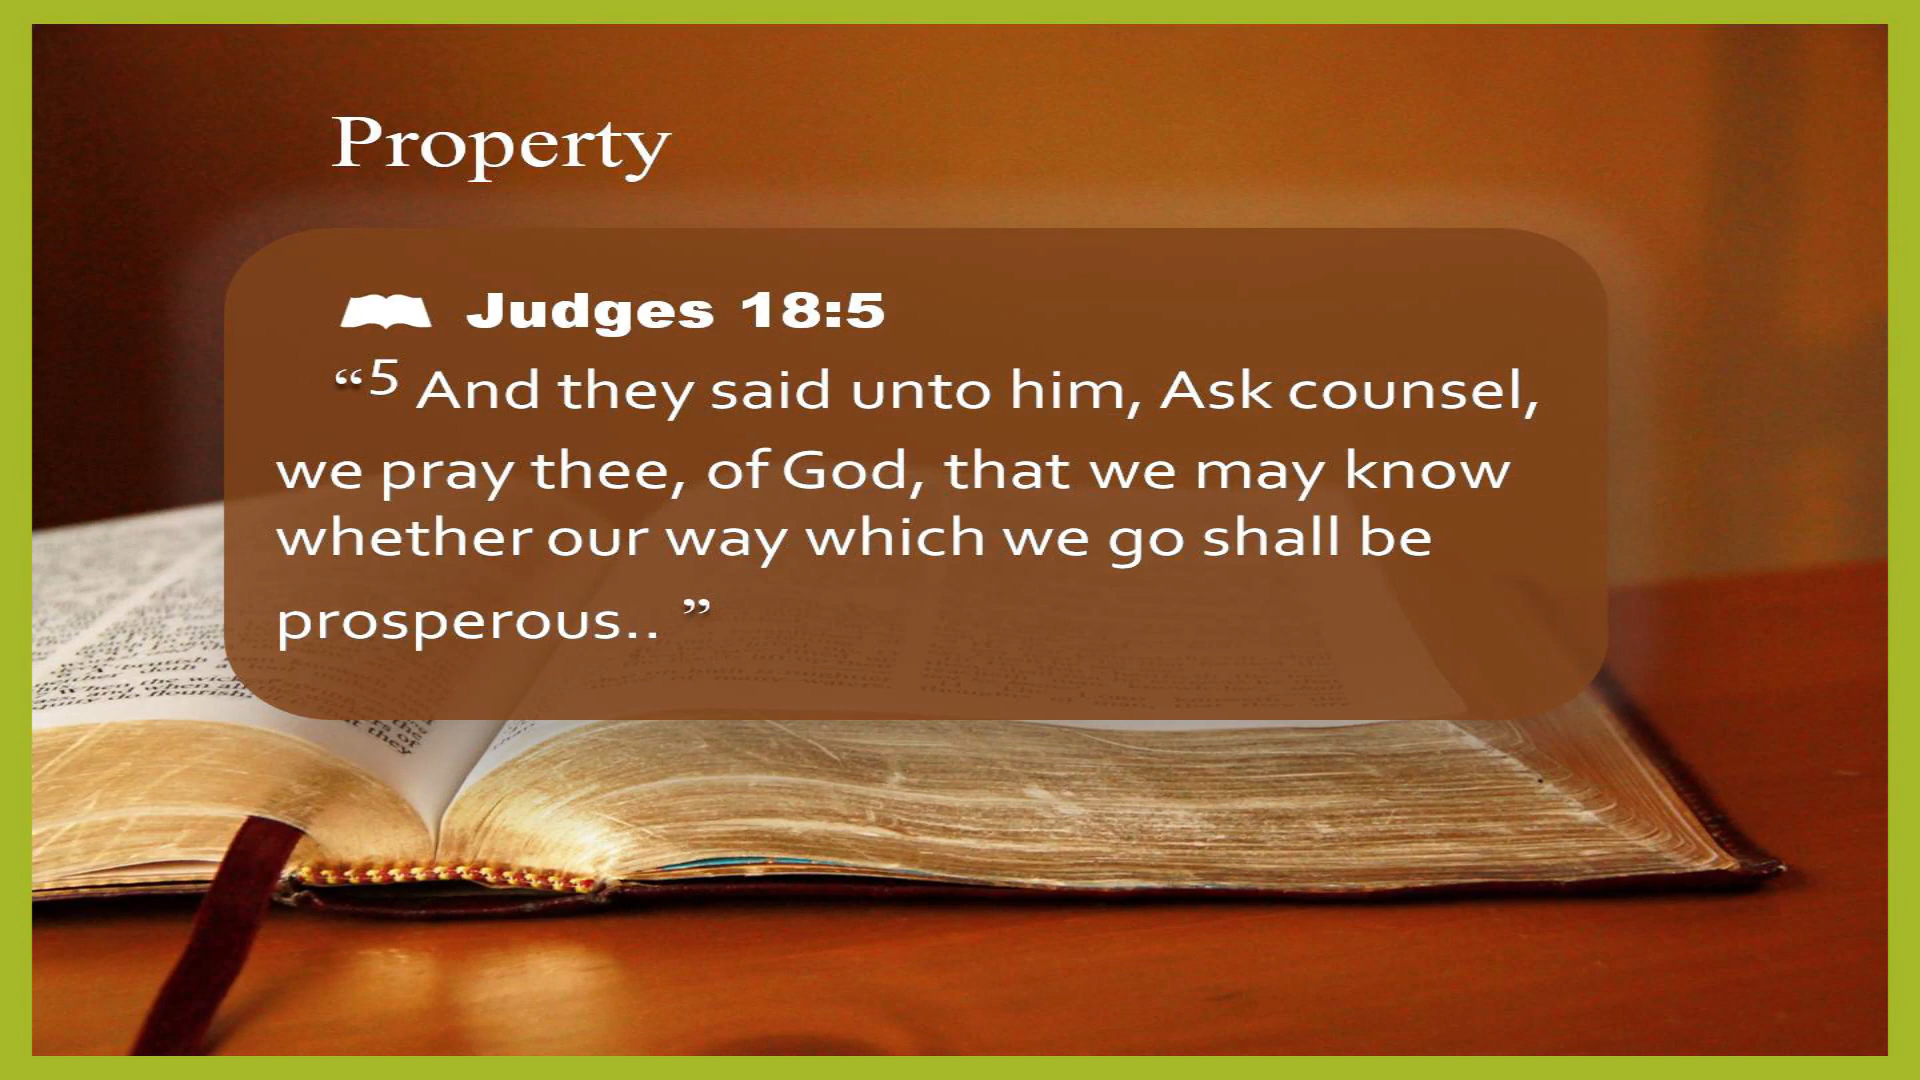 Property
Judges 18:5
“5 And they said unto him, Ask counsel,
we pray thee, of God, that we may know
whether our way which we go shall be
prosperous.. ”